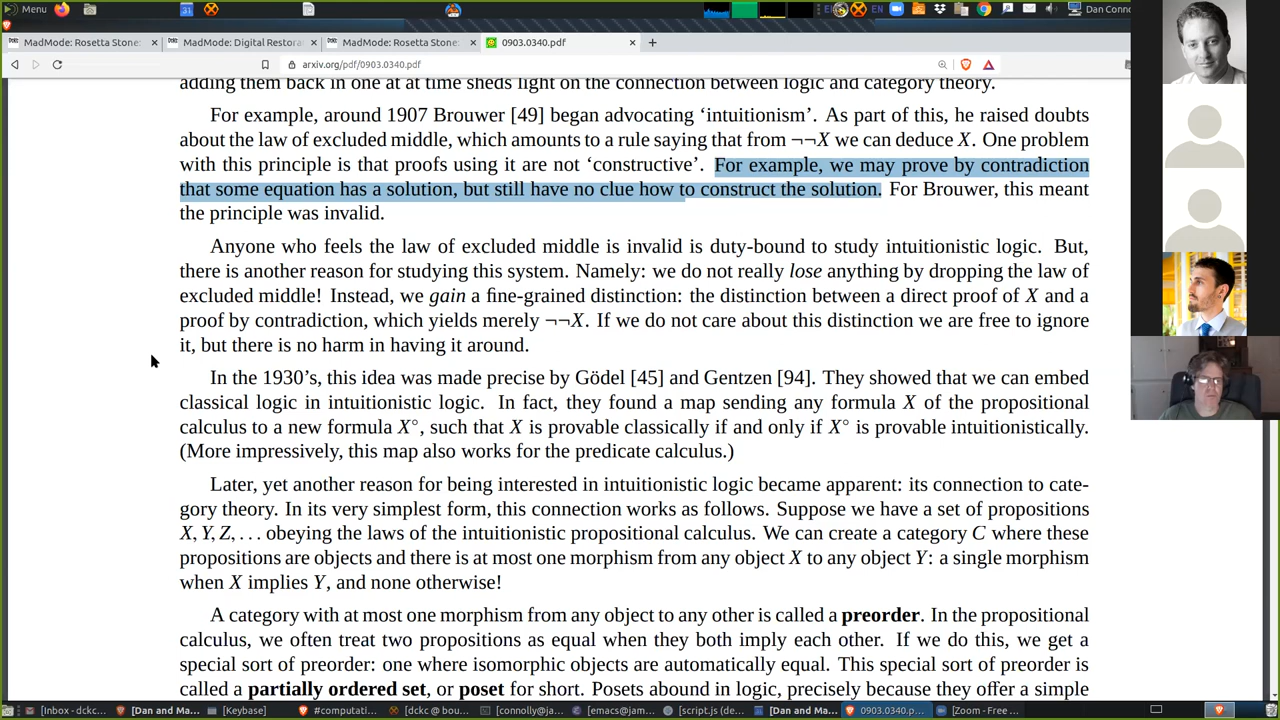 Menu
31
EN
EN
Dan Conno
MadMode: Rosetta Stone: ×
MadMode: Digital Restora ×
MadMode: Rosetta Stone: ×
0903.0340.pdf ×
arxiv.org/pdf/0903.0340.pdf
adding them back in one at at time sheds light on the connection between logic and category theory.
For example, around 1907 Brouwer [49] began advocating ‘intuitionism’. As part of this, he raised doubts
about the law of excluded middle, which amounts to a rule saying that from ¬¬X we can deduce X. One problem
with this principle is that proofs using it are not ‘constructive’. For example, we may prove by contradiction
that some equation has a solution, but still have no clue how to construct the solution. For Brouwer, this meant
the principle was invalid.
Anyone who feels the law of excluded middle is invalid is duty-bound to study intuitionistic logic. But,
there is another reason for studying this system. Namely: we do not really lose anything by dropping the law of
excluded middle! Instead, we gain a fine-grained distinction: the distinction between a direct proof of X and a
proof by contradiction, which yields merely ¬¬X. If we do not care about this distinction we are free to ignore
it, but there is no harm in having it around.
In the 1930’s, this idea was made precise by Gödel [45] and Gentzen [94]. They showed that we can embed
classical logic in intuitionistic logic. In fact, they found a map sending any formula X of the propositional
calculus to a new formula X°, such that X is provable classically if and only if X° is provable intuitionistically.
(More impressively, this map also works for the predicate calculus.)
Later, yet another reason for being interested in intuitionistic logic became apparent: its connection to cate-
gory theory. In its very simplest form, this connection works as follows. Suppose we have a set of propositions
X, Y, Z, . . . obeying the laws of the intuitionistic propositional calculus. We can create a category C where these
propositions are objects and there is at most one morphism from any object X to any object Y: a single morphism
when X implies Y, and none otherwise!
A category with at most one morphism from any object to any other is called a preorder. In the propositional
calculus, we often treat two propositions as equal when they both imply each other. If we do this, we get a
special sort of preorder: one where isomorphic objects are automatically equal. This special sort of preorder is
called a partially ordered set, or poset for short. Posets abound in logic, precisely because they offer a simple
[Inbox - dckc...
[Dan and Ma...
[Keybase]
#computati...
[dckc @ bou...
[connolly@ja...
[emacs@jam...
[script.js (de...
[Dan and Ma...
0903.0340.p...
[Zoom - Free ...